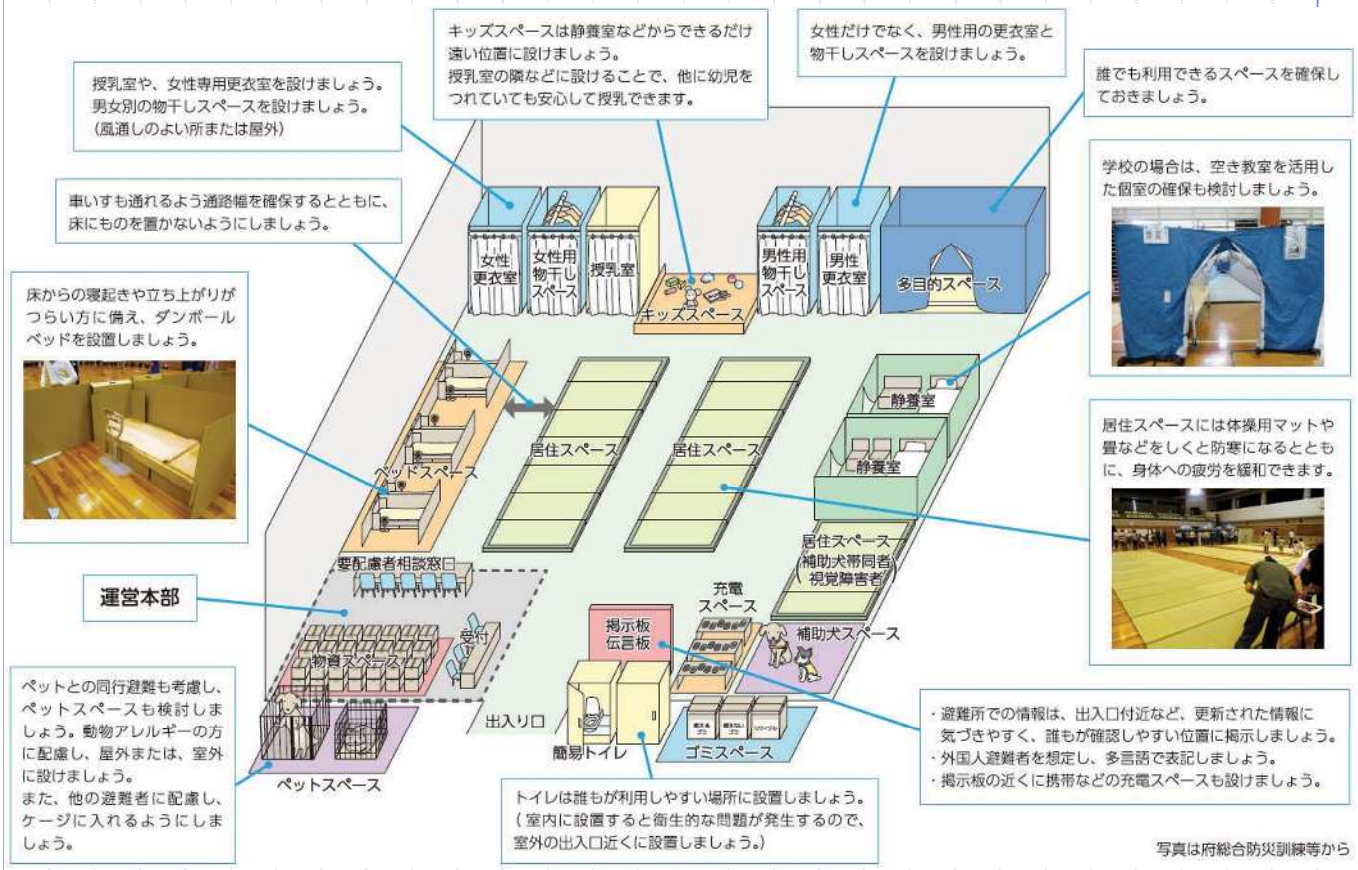 キッズスペースは静養室などからできるだけ
遠い位置に設けましょう。
授乳室の隣などに設けることで、他に幼児を
つれていても安心して授乳できます。
女性だけでなく、男性用の更衣室と
物干しスペースを設けましょう。
授乳室や、女性専用更衣室を設けましょう。
男女別の物干しスペースを設けましょう。
(風通しのよい所または屋外)
誰でも利用できるスペースを確保し
ておきましょう。
車いすも通れるよう通路幅を確保するとともに、
床にものを置かないようにしましょう。
学校の場合は、空き教室を活用し
た個室の確保も検討しましょう。
女性
更衣室
女性用
物干し
スペース
授乳室
キッズスペース
男性用
物干し
スペース
男性
更衣室
多目的スペース
床からの寝起きや立ち上がりが
つらい方に備え、ダンボール
ベッドを設置しましょう。
ベッドスペース
居住スペース
居住スペース
静養室
静養室
居住スペースには体操用マットや
畳などをしくと防寒になるととも
に、身体への疲労を緩和できます。
居住スペース
(補助犬帯同者
視覚障害者)
要配慮者相談窓口
運営本部
受付
物資スペース
掲示板
伝言板
充電
スペース
補助犬スペース
出入り口
簡易トイレ
燃える
ゴミ
燃えない
ゴミ
リサイクル
ゴミスペース
ペットスペース
ペットとの同行避難も考慮し、
ペットスペースも検討しま
しょう。動物アレルギーの方
に配慮し、屋外または、室外
に設けましょう。
また、他の避難者に配慮し、
ケージに入れるようにしま
しょう。
トイレは誰もが利用しやすい場所に設置しましょう。
(室内に設置すると衛生的な問題が発生するので、
室外の出入口近くに設置しましょう。)
・避難所での情報は、出入口付近など、更新された情報に
気づきやすく、誰もが確認しやすい位置に掲示しましょう。
・外国人避難者を想定し、多言語で表記しましょう。
・掲示板の近くに携帯などの充電スペースも設けましょう。
写真は府総合防災訓練等から